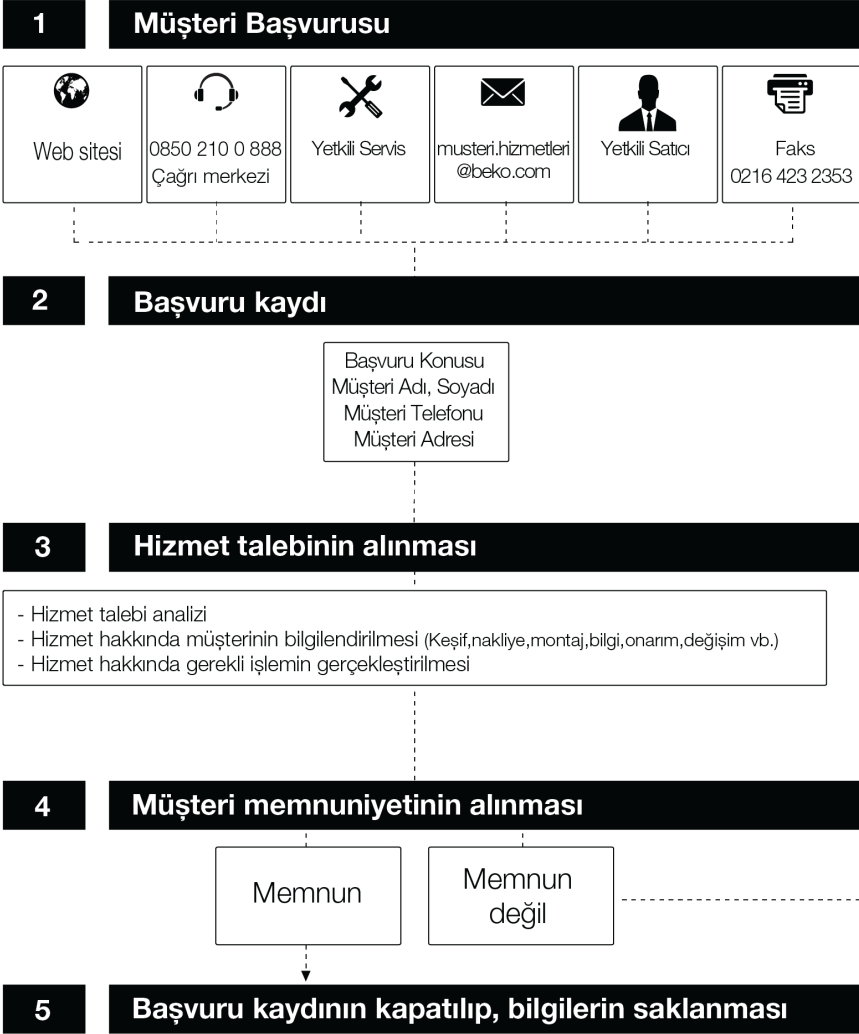 1 Müşteri Başvurusu
Web sitesi
0850 210 0 888
Çağrı merkezi
Yetkili Servis
musteri.hizmetleri
@beko.com
Yetkili Satıcı
Faks
0216 423 2353
2 Başvuru kaydı
Başvuru Konusu
Müşteri Adı, Soyadı
Müşteri Telefonu
Müşteri Adresi
3 Hizmet talebinin alınması
- Hizmet talebi analizi
- Hizmet hakkında müşterinin bilgilendirilmesi (Keşif,nakliye,montaj,bilgi,onarım,değişim vb.)
- Hizmet hakkında gerekli işlemin gerçekleştirilmesi
4 Müşteri memnuniyetinin alınması
Memnun
Memnun
değil
5 Başvuru kaydının kapatılıp, bilgilerin saklanması